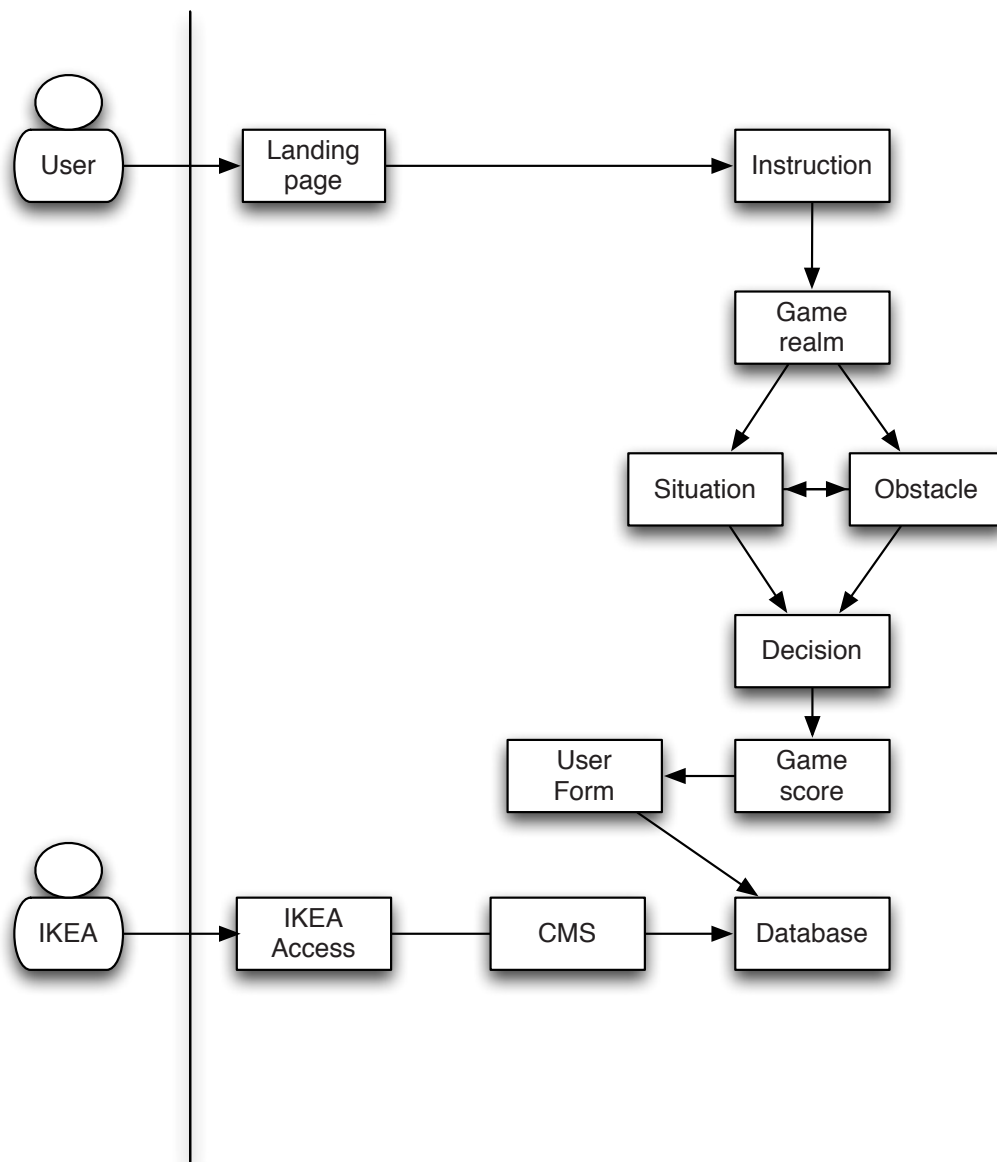 User
Landing
page
Instruction
Game
realm
Situation
Obstacle
Decision
User
Form
Game
score
IKEA
IKEA
Access
CMS
Database